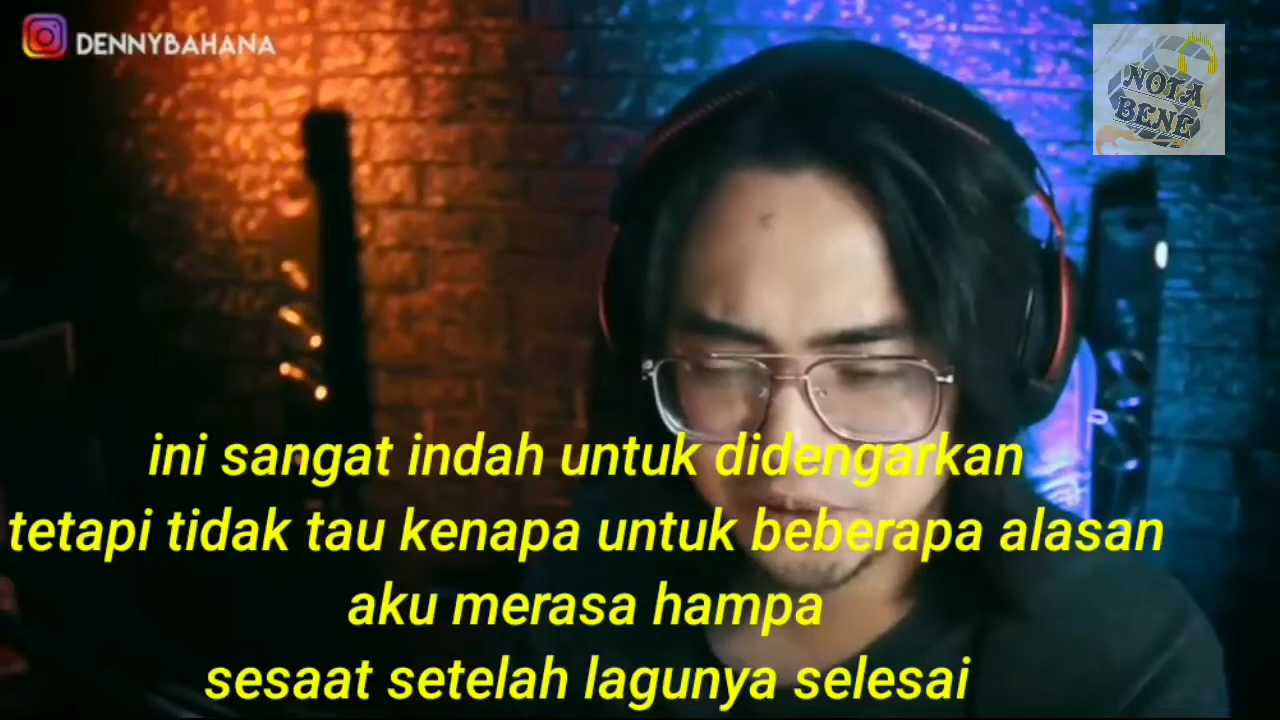 DENNYBAHANA
NOTA
BENE
ini sangat indah untuk didengarkan
tetapi tidak tau kenapa untuk beberapa alasan
aku merasa hampa
sesaat setelah lagunya selesai